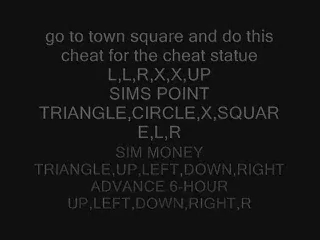 go to town square and do this
cheat for the cheat statue
L,L,R,X,X,UP
SIMS POINT
TRIANGLE,CIRCLE,X,SQUAR
E,L,R
SIM MONEY
TRIANGLE,UP,LEFT,DOWN,RIGHT
ADVANCE 6-HOUR
UP,LEFT,DOWN,RIGHT,R